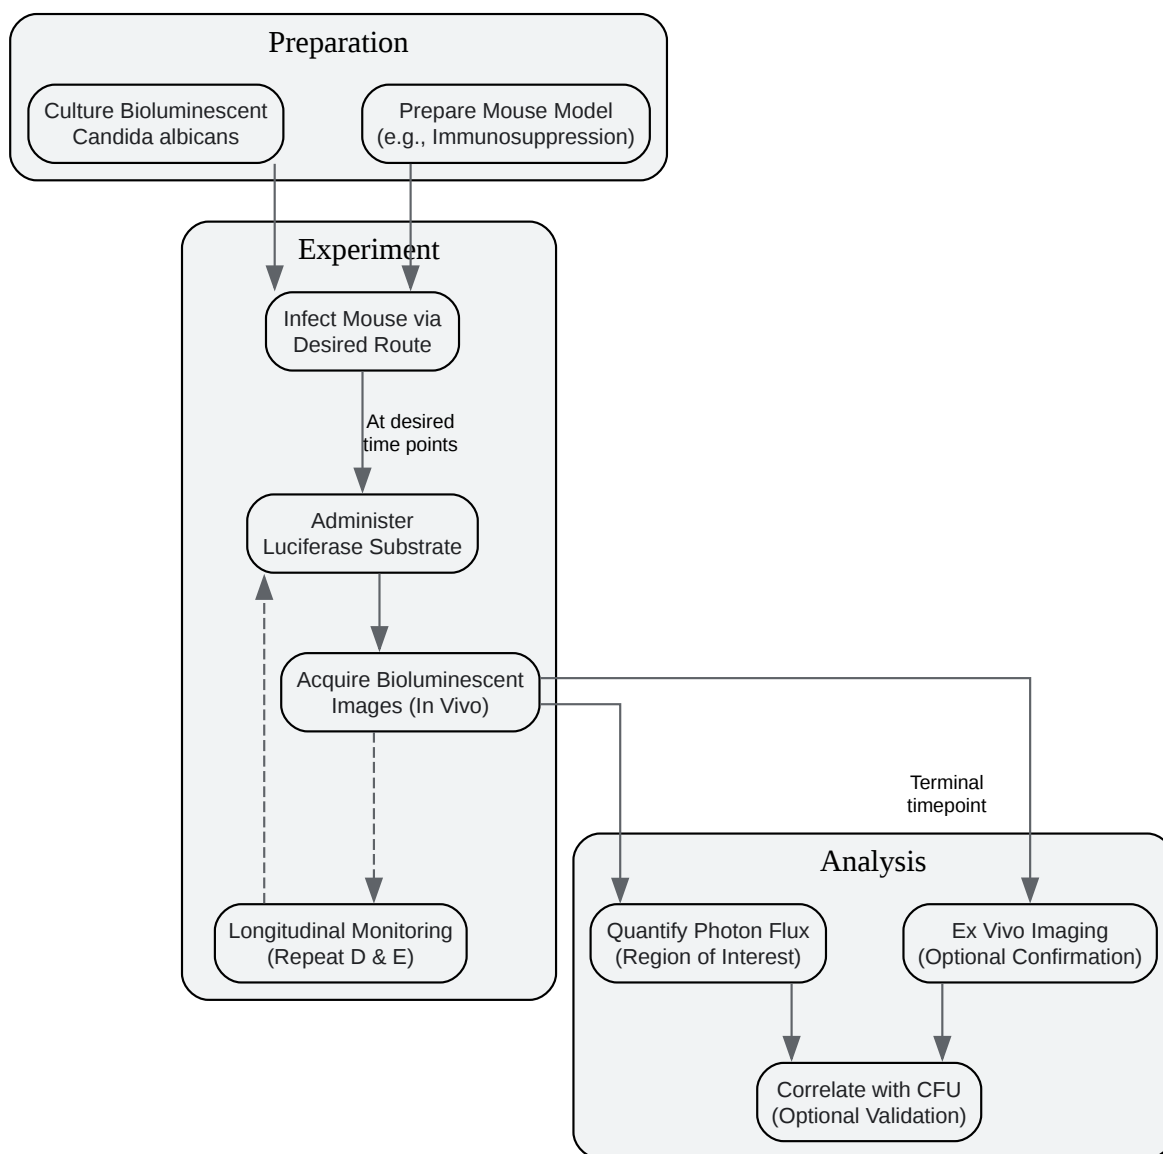 Preparation
Culture Bioluminescent
Candida albicans
Prepare Mouse Model
(e.g., Immunosuppression)
Experiment
Infect Mouse via
Desired Route
At desired
time points
Administer
Luciferase Substrate
Acquire Bioluminescent
Images (In Vivo)
Longitudinal Monitoring
(Repeat D & E)
Terminal
timepoint
Analysis
Quantify Photon Flux
(Region of Interest)
Ex Vivo Imaging
(Optional Confirmation)
Correlate with CFU
(Optional Validation)